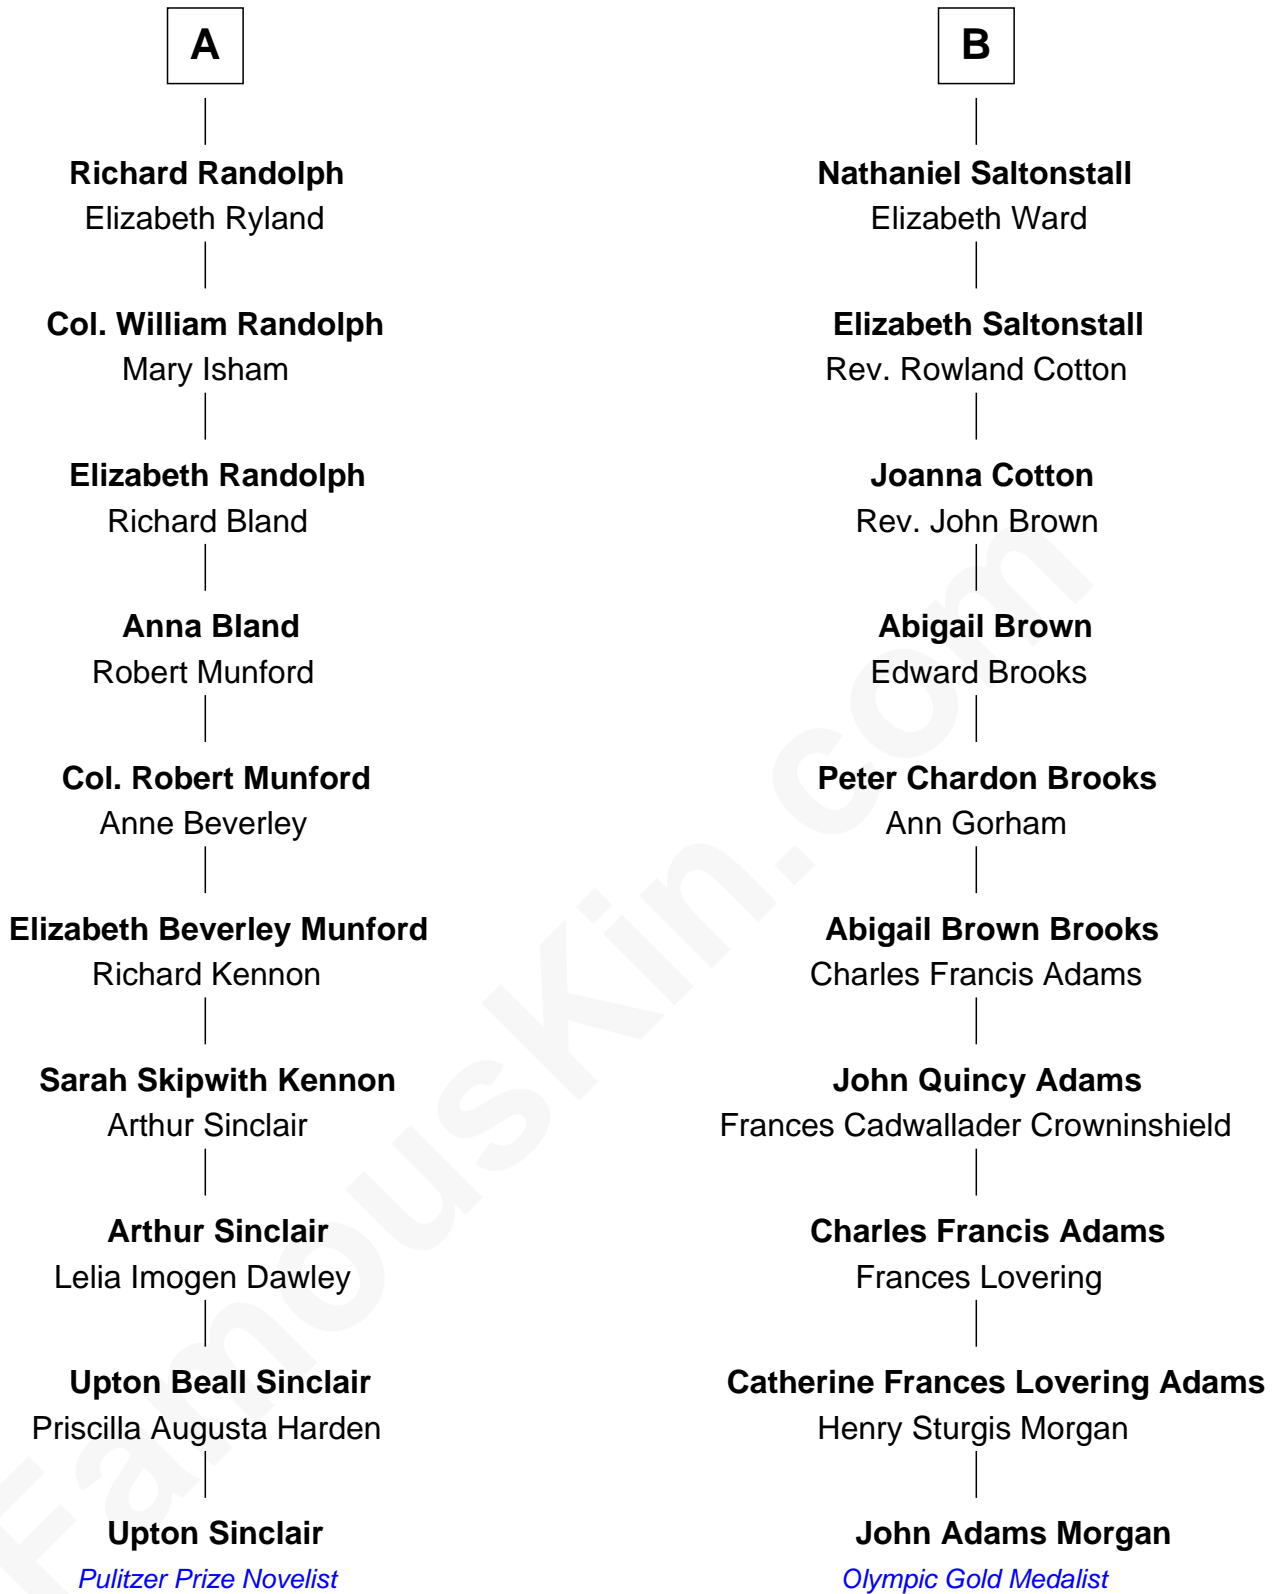 A
Richard Randolph
Elizabeth Ryland
Col. William Randolph
Mary Isham
Elizabeth Randolph
Richard Bland
Anna Bland
Robert Munford
Col. Robert Munford
Anne Beverley
Elizabeth Beverley Munford
Richard Kennon
Sarah Skipwith Kennon
Arthur Sinclair
Arthur Sinclair
Lelia Imogen Dawley
Upton Beall Sinclair
Priscilla Augusta Harden
Upton Sinclair
Pulitzer Prize Novelist
B
Nathaniel Saltonstall
Elizabeth Ward
Elizabeth Saltonstall
Rev. Rowland Cotton
Joanna Cotton
Rev. John Brown
Abigail Brown
Edward Brooks
Peter Chardon Brooks
Ann Gorham
Abigail Brown Brooks
Charles Francis Adams
John Quincy Adams
Frances Cadwallader Crowninshield
Charles Francis Adams
Frances Lovering
Catherine Frances Lovering Adams
Henry Sturgis Morgan
John Adams Morgan
Olympic Gold Medalist
FamousKin.com